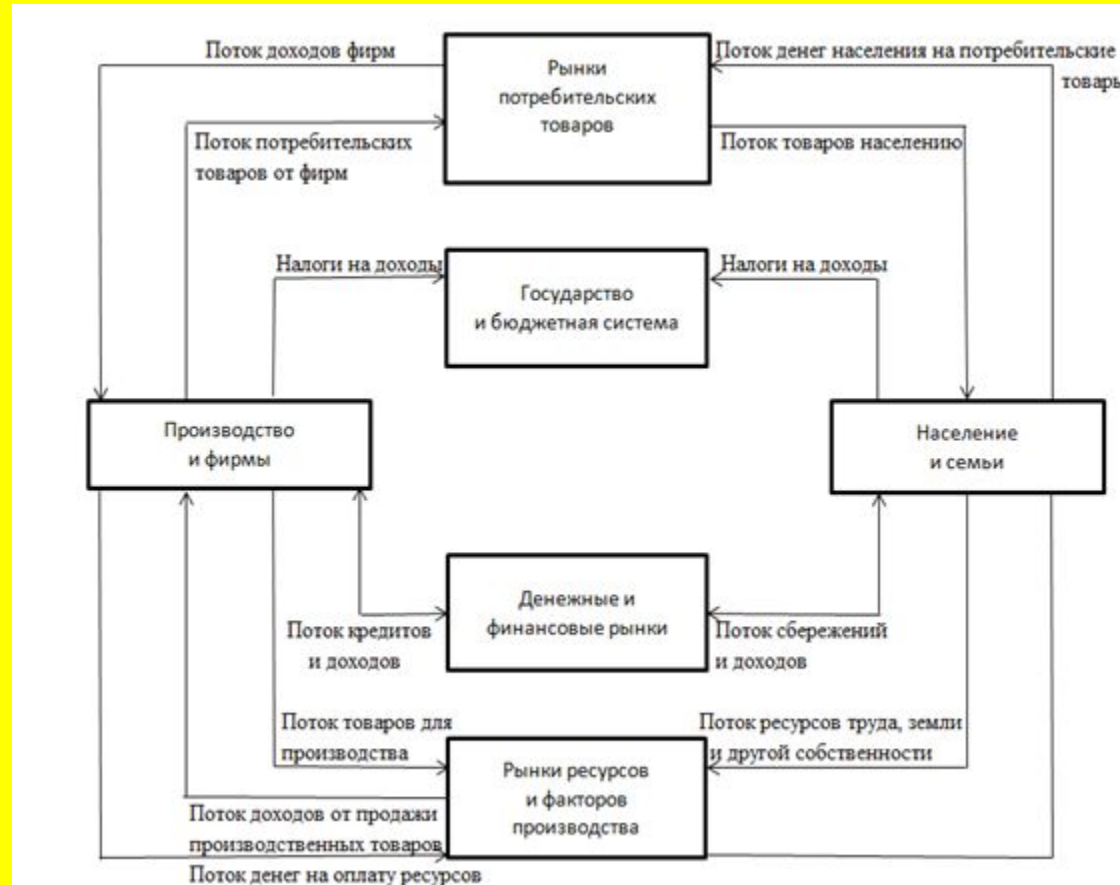 Поток доходов фирм
Рынки
потребительских
товаров
Поток денег населения на потребительские
товары
Поток потребительских
товаров от фирм
Поток товаров населению
Налоги на доходы
Государство
и бюджетная система
Налоги на доходы
Производство
и фирмы
Население
и семьи
Денежные и
финансовые рынки
Поток кредитов
и доходов
Поток сбережений
и доходов
Поток товаров для
производства
Поток ресурсов труда, земли
и другой собственности
Рынки ресурсов
и факторов
производства
Поток доходов от продажи
производственных товаров
Поток денег на оплату ресурсов